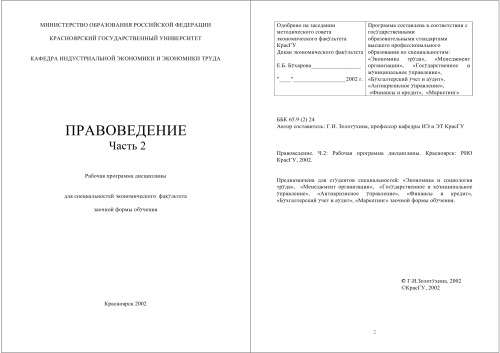 МИНИСТЕРСТВО ОБРАЗОВАНИЯ РОССИЙСКОЙ ФЕДЕРАЦИИ
КРАСНОЯРСКИЙ ГОСУДАРСТВЕННЫЙ УНИВЕРСИТЕТ
КАФЕДРА ИНДУСТРИАЛЬНОЙ ЭКОНОМИКИ И ЭКОНОМИКИ ТРУДА
ПРАВОВЕДЕНИЕ
Часть 2
Рабочая программа дисциплины
для специальностей экономического факультета
заочной формы обучения
Красноярск 2002
Одобрено на заседании
методического совета
экономического факультета
КрасГУ
Декан экономического факультета
Е.Б. Бухарова_________________
"____"__________________2002 г.
Программа составлена в соответствии с
государственными
образовательными стандартами
высшего профессионального
образования по специальностям:
«Экономика труда», «Менеджмент
организации», «Государственное и
муниципальное управление»,
«Бухгалтерский учет и аудит»,
«Антикризисное управление»,
«Финансы и кредит», «Маркетинг»
ББК 65.9 (2) 24
Автор составитель: Г.И. Золотухина, профессор кафедры ИЭ и ЭТ КрасГУ
Правоведение. Ч.2: Рабочая программа дисциплины. Красноярск: РИО
КрасГУ, 2002.
Предназначена для студентов специальностей: «Экономика и социология
труда», «Менеджмент организации», «Государственное и муниципальное
управление», «Антикризисное управление», «Финансы и кредит»,
«Бухгалтерский учет и аудит», «Маркетинг» заочной формы обучения.
© Г.И.Золотухина, 2002
©КрасГУ, 2002
2